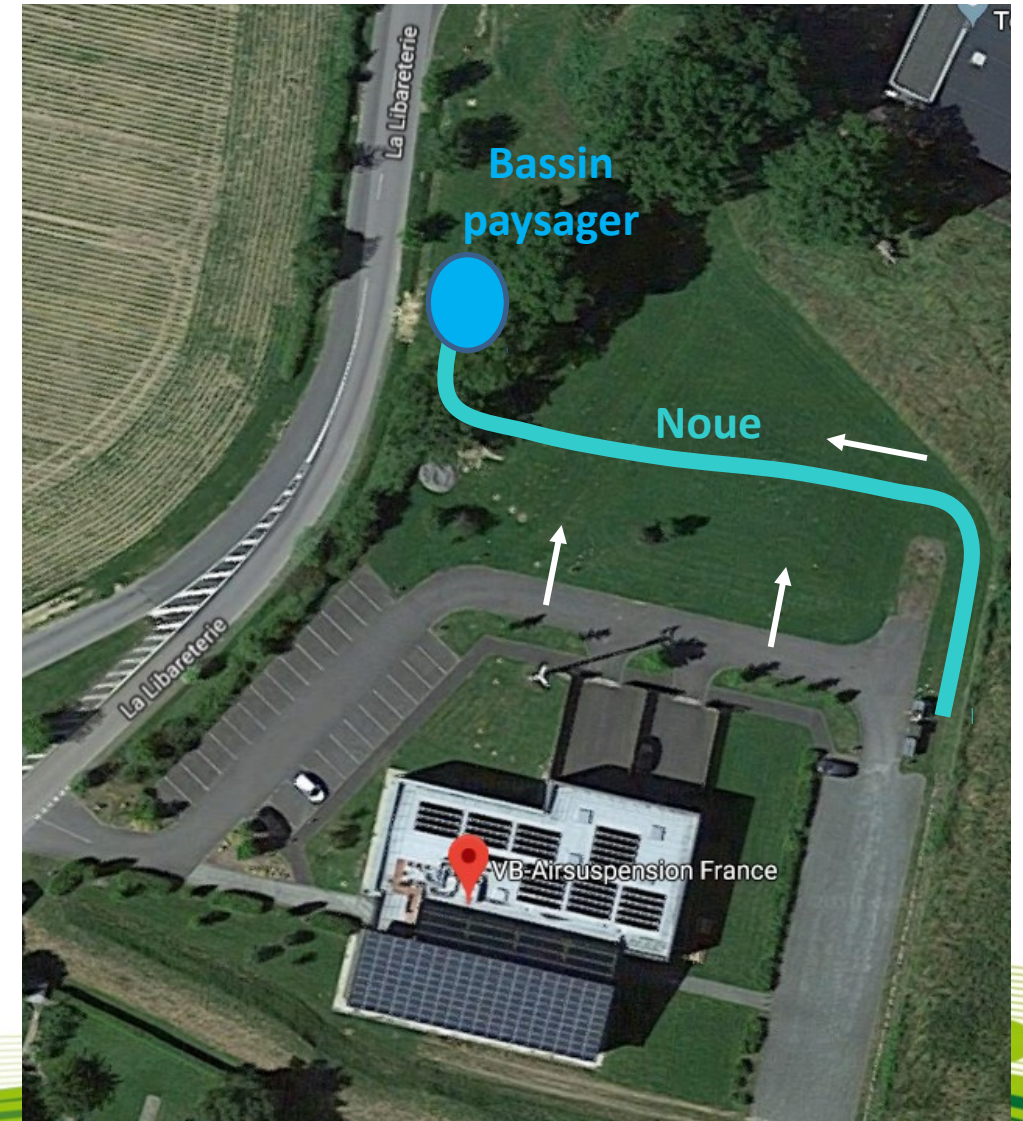 La Libareterie
Bassin
paysager
Noue
La Libareterie
VB-Airsuspension France